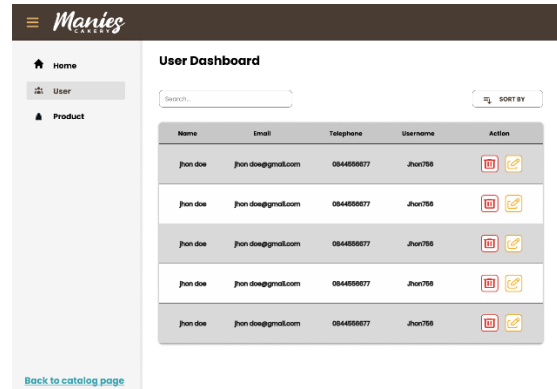 Manies
CAKERY
Home
User
Product
Back to catalog page
User Dashboard
Search..
SORT BY
Name Email Telephone Username Action
jhon doe jhon doe@gmail.com 0844556677 Jhon756
jhon doe jhon doe@gmail.com 0844556677 Jhon756
jhon doe jhon doe@gmail.com 0844556677 Jhon756
jhon doe jhon doe@gmail.com 0844556677 Jhon756
jhon doe jhon doe@gmail.com 0844556677 Jhon756